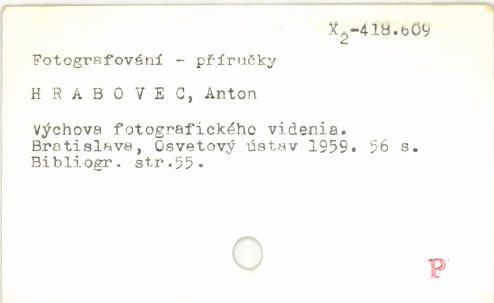 X2-418.609
Fotografování - příručky
H R A B O V E C, Anton
Výchova fotografického videnia.
Bratislava, Osvetový ústav 1959. 56 s.
Bibliogr. str.55.
P